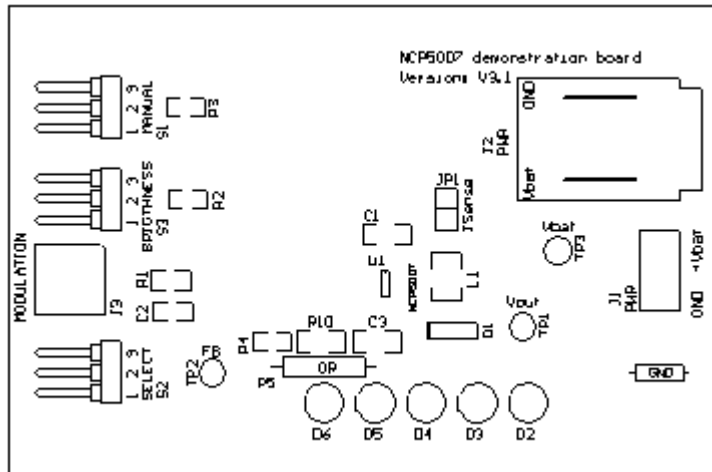 NCP5007 demonstration board
Version: V3.1
1 2 3
MANUAL
S1
R3
GND
J2
PWR
Vbat
1 2 3
BRIGTHNESS
S3
R2
JP1
ISense
C1
Vbat
TP3
U1
NCP5007
L1
MODULATION
J3
R1
C2
J1
PWR
GND +Vbat
Vout
TP1
D1
1 2 3
SELECT
S2
FB
TP2
R4
R10
C3
R5
0R
GND
D6
D5
D4
D3
D2